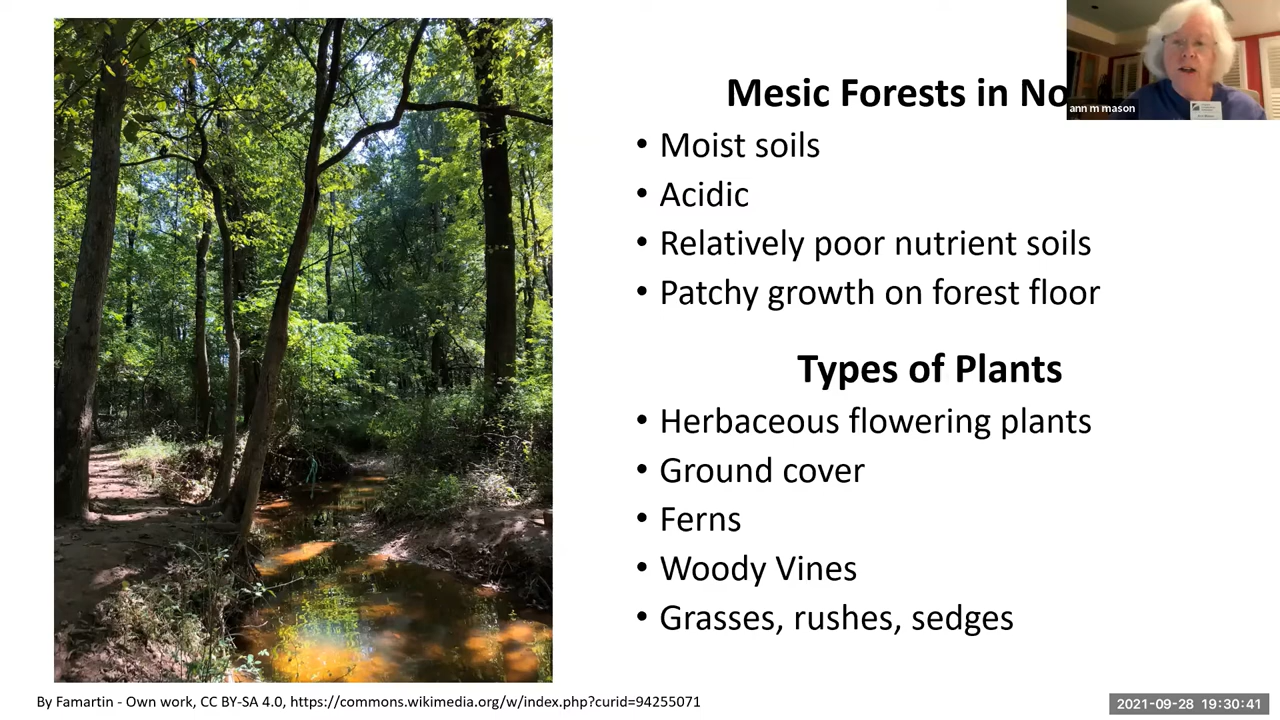 Mesic Forests in No
ann m mason
• Moist soils
• Acidic
• Relatively poor nutrient soils
• Patchy growth on forest floor
Types of Plants
• Herbaceous flowering plants
• Ground cover
• Ferns
• Woody Vines
• Grasses, rushes, sedges
By Famartin - Own work, CC BY-SA 4.0, https://commons.wikimedia.org/w/index.php?curid=94255071
2021-09-28 19:30:41